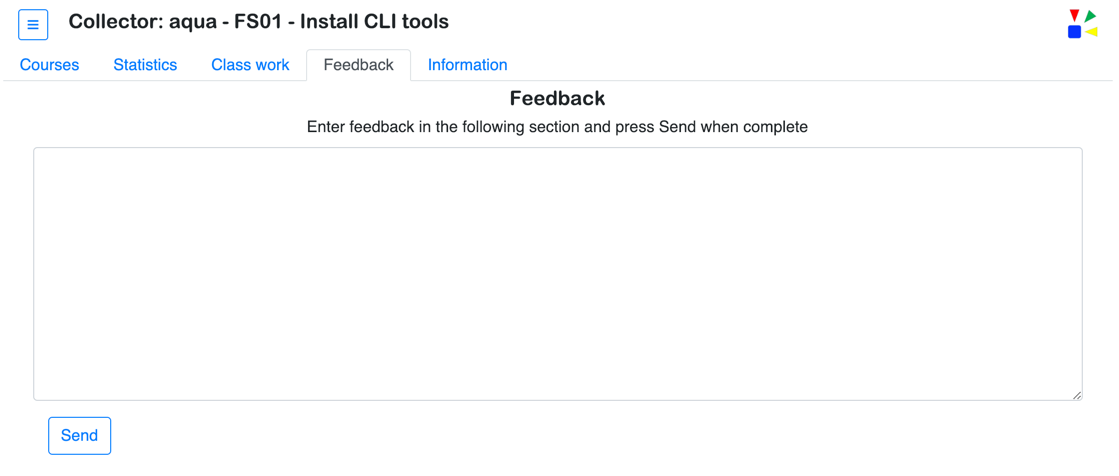 Collector: aqua - FS01 - Install CLI tools
Courses Statistics Class work Feedback Information
Feedback
Enter feedback in the following section and press Send when complete
Send